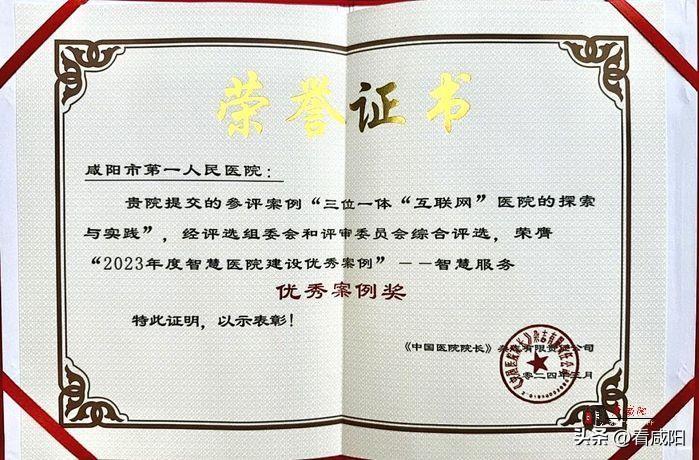 荣誉证书
咸阳市第一人民医院：
贵院提交的参评案例“三位一体“互联网”医院的探索
与实践”，经评选组委会和评审委员会综合评选，荣膺
“2023年度智慧医院建设优秀案例”－－智慧服务
优秀案例奖
特此证明，以示表彰！
《中国医院院长》杂志有限责任公司
二〇二四年三月
看咸阳
头条@看咸阳